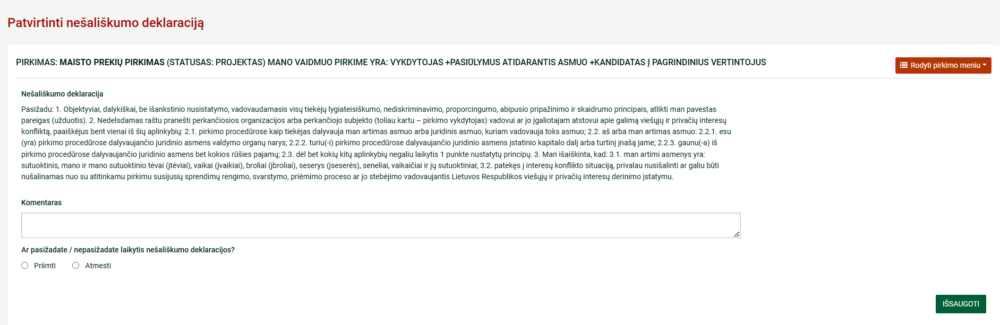 Patvirtinti nešališkumo deklaraciją
PIRKIMAS: MAISTO PREKIŲ PIRKIMAS (STATUSAS: PROJEKTAS) MANO VAIDMUO PIRKIME YRA: VYKDYTOJAS +PASIŪLYMUS ATIDARANTIS ASMUO +KANDIDATAS Į PAGRINDINIUS VERTINTOJUS
Rodyti pirkimo meniu
Nešališkumo deklaracija
Pasižadu: 1. Objektyviai, dalykiškai, be išankstinio nusistatymo, vadovaudamasis visų tiekėjų lygiateisiškumo, nediskriminavimo, proporcingumo, abipusio pripažinimo ir skaidrumo principais, atlikti man pavestas
pareigas (užduotis). 2. Nedelsdamas raštu pranešti perkančiosios organizacijos arba perkančiojo subjekto (toliau kartu – pirkimo vykdytojas) vadovui ar jo įgaliotajam atstovui apie galimą viešųjų ir privačių interesų
konfliktą, paaiškėjus bent vienai iš šių aplinkybių: 2.1. pirkimo procedūrose kaip tiekėjas dalyvauja man artimas asmuo arba juridinis asmuo, kuriam vadovauja toks asmuo; 2.2. aš arba man artimas asmuo: 2.2.1. esu
(yra) pirkimo procedūrose dalyvaujančio juridinio asmens valdymo organų narys; 2.2.2. turiu(-i) pirkimo procedūrose dalyvaujančio juridinio asmens įstatinio kapitalo dalį arba turtinį įnašą jame; 2.2.3. gaunu(-a) iš
pirkimo procedūrose dalyvaujančio juridinio asmens bet kokios rūšies pajamų; 2.3. dėl bet kokių kitų aplinkybių negaliu laikytis 1 punkte nustatytų principų. 3. Man išaiškinta, kad: 3.1. man artimi asmenys yra:
sutuoktinis, mano ir mano sutuoktinio tėvai (įtėviai), vaikai (įvaikiai), broliai (įbroliai), seserys (įseserės), seneliai, vaikaičiai ir jų sutuoktiniai; 3.2. patekęs į interesų konflikto situaciją, privalau nusišalinti ar galiu būti
nušalinamas nuo su atitinkamu pirkimu susijusių sprendimų rengimo, svarstymo, priėmimo proceso ar jo stebėjimo vadovaujantis Lietuvos Respublikos viešųjų ir privačių interesų derinimo įstatymu.
Komentaras
Ar pasižadate / nepasižadate laikytis nešališkumo deklaracijos?
Priimti Atmesti
IŠSAUGOTI